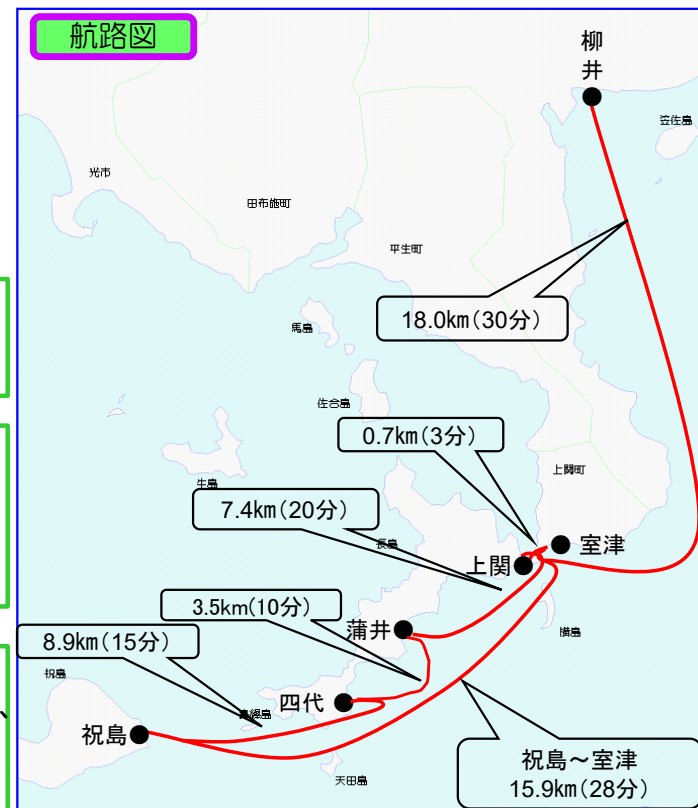 航路図
柳井
笠佐島
光市
田布施町
平生町
18.0km(30分)
馬島
佐合島
0.7km(3分)
上関町
牛島
7.4km(20分)
長島
室津
上関
3.5km(10分)
蒲井
横島
8.9km(15分)
祝島
四代
鼻繰島
祝島
祝島～室津
15.9km(28分)
天田島
、